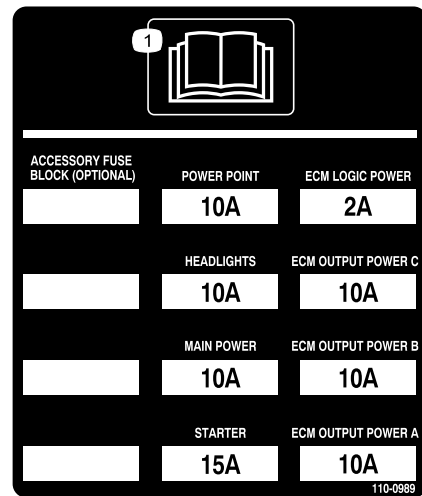 1
ACCESSORY FUSE
BLOCK (OPTIONAL)
POWER POINT
ECM LOGIC POWER
10A
2A
HEADLIGHTS
ECM OUTPUT POWER C
10A
10A
MAIN POWER
ECM OUTPUT POWER B
10A
10A
STARTER
ECM OUTPUT POWER A
15A
10A
110-0989